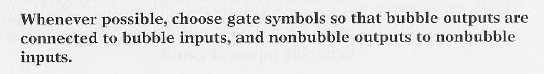 Whenever possible, choose gate symbols so that bubble outputs are
connected to bubble inputs, and nonbubble outputs to nonbubble
inputs.